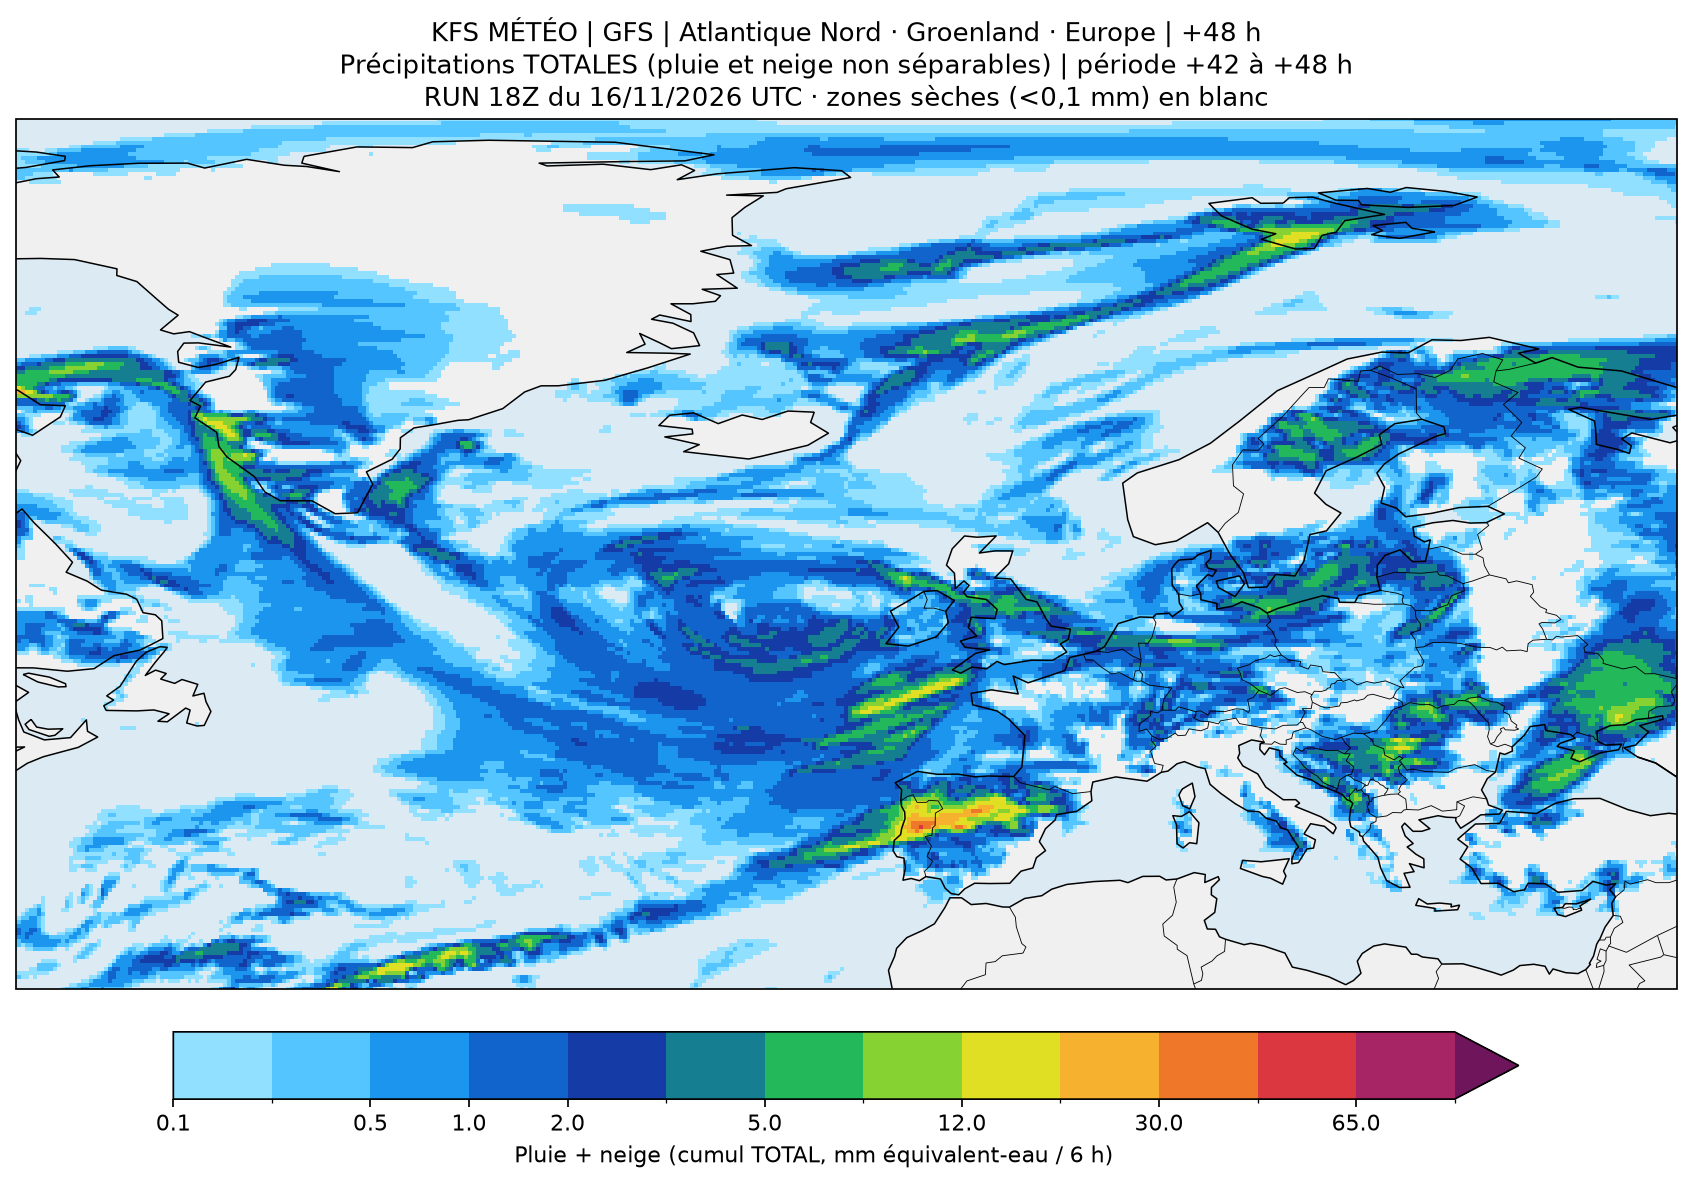 KFS MÉTÉO | GFS | Atlantique Nord · Groenland · Europe | +48 h
Précipitations TOTALES (pluie et neige non séparables) | période +42 à +48 h
RUN 18Z du 16/11/2026 UTC · zones sèches (<0,1 mm) en blanc
0.1 0.5 1.0 2.0 5.0 12.0 30.0 65.0
Pluie + neige (cumul TOTAL, mm équivalent-eau / 6 h)